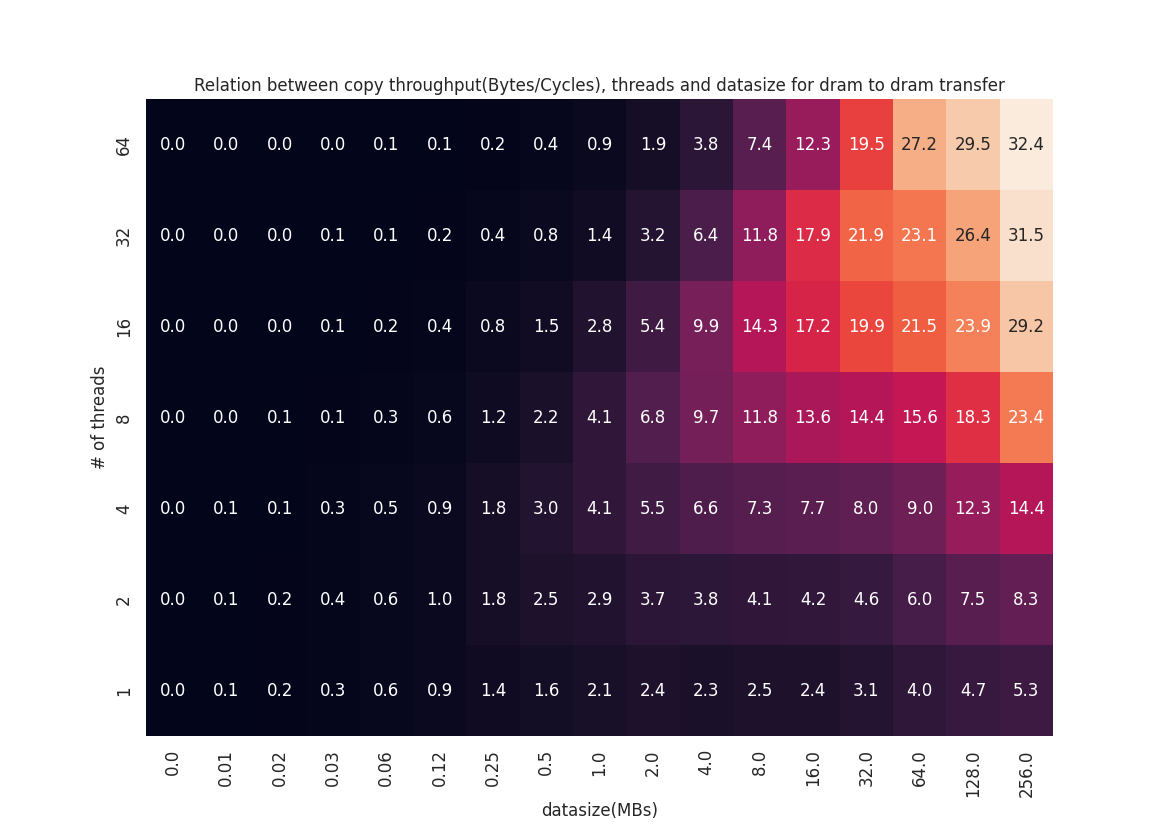 Relation between copy throughput(Bytes/Cycles), threads and datasize for dram to dram transfer
64 0.0 0.0 0.0 0.0 0.1 0.1 0.2 0.4 0.9 1.9 3.8 7.4 12.3 19.5 27.2 29.5 32.4
32 0.0 0.0 0.0 0.1 0.1 0.2 0.4 0.8 1.4 3.2 6.4 11.8 17.9 21.9 23.1 26.4 31.5
16 0.0 0.0 0.0 0.1 0.2 0.4 0.8 1.5 2.8 5.4 9.9 14.3 17.2 19.9 21.5 23.9 29.2
8 0.0 0.0 0.1 0.1 0.3 0.6 1.2 2.2 4.1 6.8 9.7 11.8 13.6 14.4 15.6 18.3 23.4
4 0.0 0.1 0.1 0.3 0.5 0.9 1.8 3.0 4.1 5.5 6.6 7.3 7.7 8.0 9.0 12.3 14.4
2 0.0 0.1 0.2 0.4 0.6 1.0 1.8 2.5 2.9 3.7 3.8 4.1 4.2 4.6 6.0 7.5 8.3
1 0.0 0.1 0.2 0.3 0.6 0.9 1.4 1.6 2.1 2.4 2.3 2.5 2.4 3.1 4.0 4.7 5.3
# of threads
0.0 0.01 0.02 0.03 0.06 0.12 0.25 0.5 1.0 2.0 4.0 8.0 16.0 32.0 64.0 128.0 256.0
datasize(MBs)